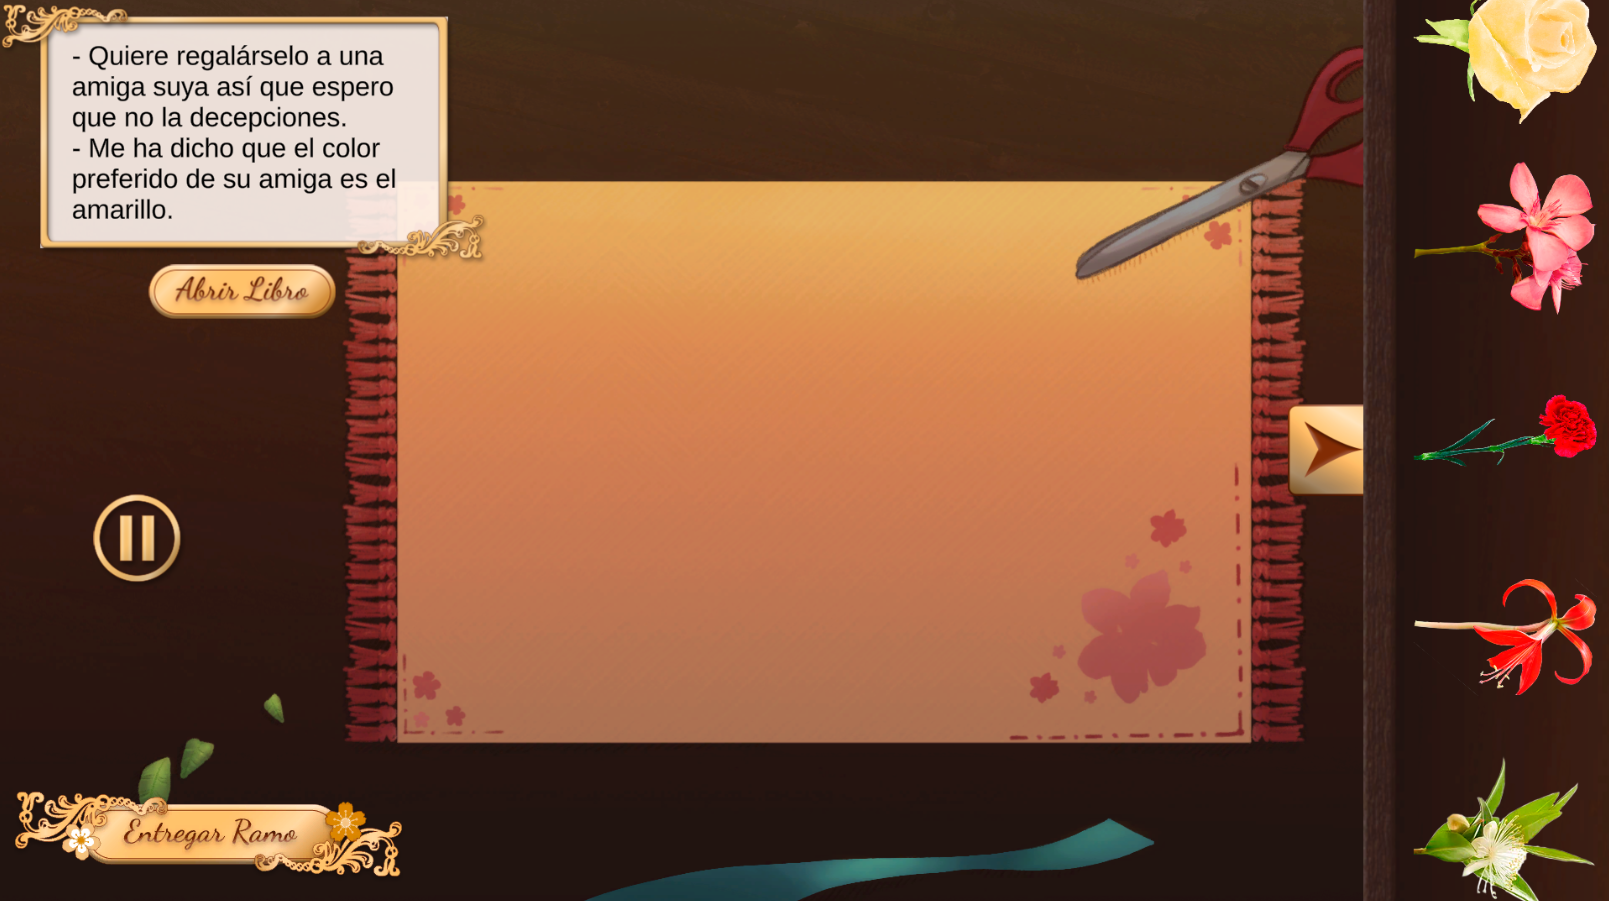 - Quiere regalárselo a una
amiga suya así que espero
que no la decepciones.
- Me ha dicho que el color
preferido de su amiga es el
amarillo.
Abrir Libro
Entregar Ramo